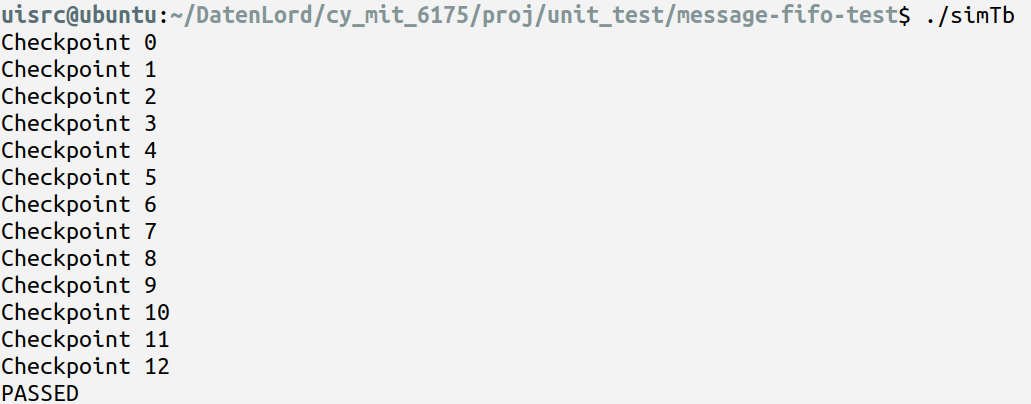 uisrc@ubuntu:~/DatenLord/cy_mit_6175/proj/unit_test/message-fifo-test$ ./simTb
Checkpoint 0
Checkpoint 1
Checkpoint 2
Checkpoint 3
Checkpoint 4
Checkpoint 5
Checkpoint 6
Checkpoint 7
Checkpoint 8
Checkpoint 9
Checkpoint 10
Checkpoint 11
Checkpoint 12
PASSED